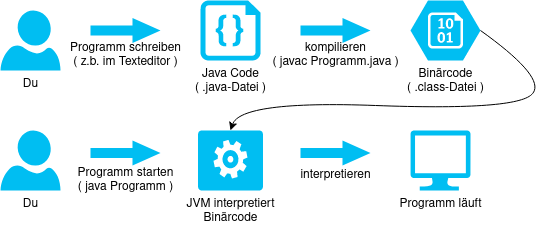 Programm schreiben
( z.b. im Texteditor )
kompilieren
( javac Programm.java )
10
01
Du
Java Code
( .java-Datei )
Binärcode
( .class-Datei )
Programm starten
( java Programm )
interpretieren
Du
JVM interpretiert
Binärcode
Programm läuft